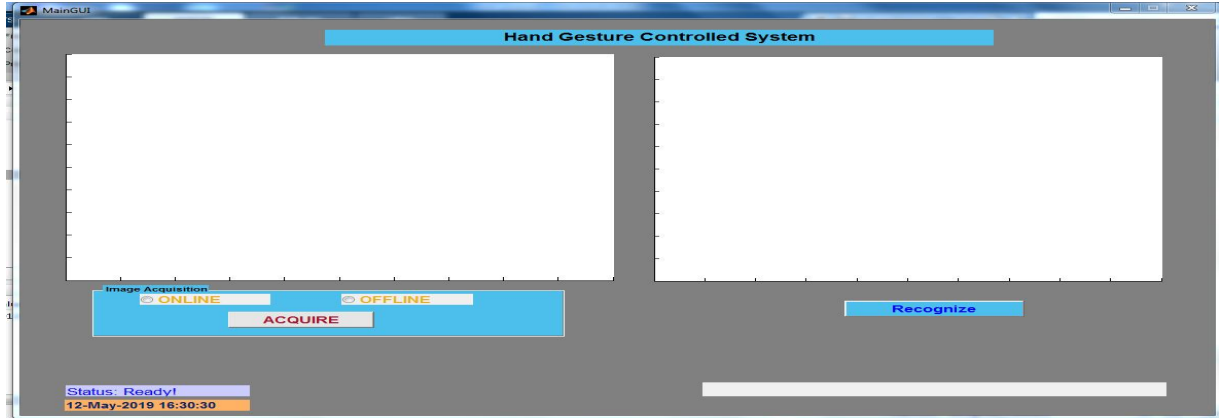 MainGUI
Hand Gesture Controlled System
Image Acquisition
ONLINE OFFLINE
ACQUIRE
Recognize
Status: Ready!
12-May-2019 16:30:30